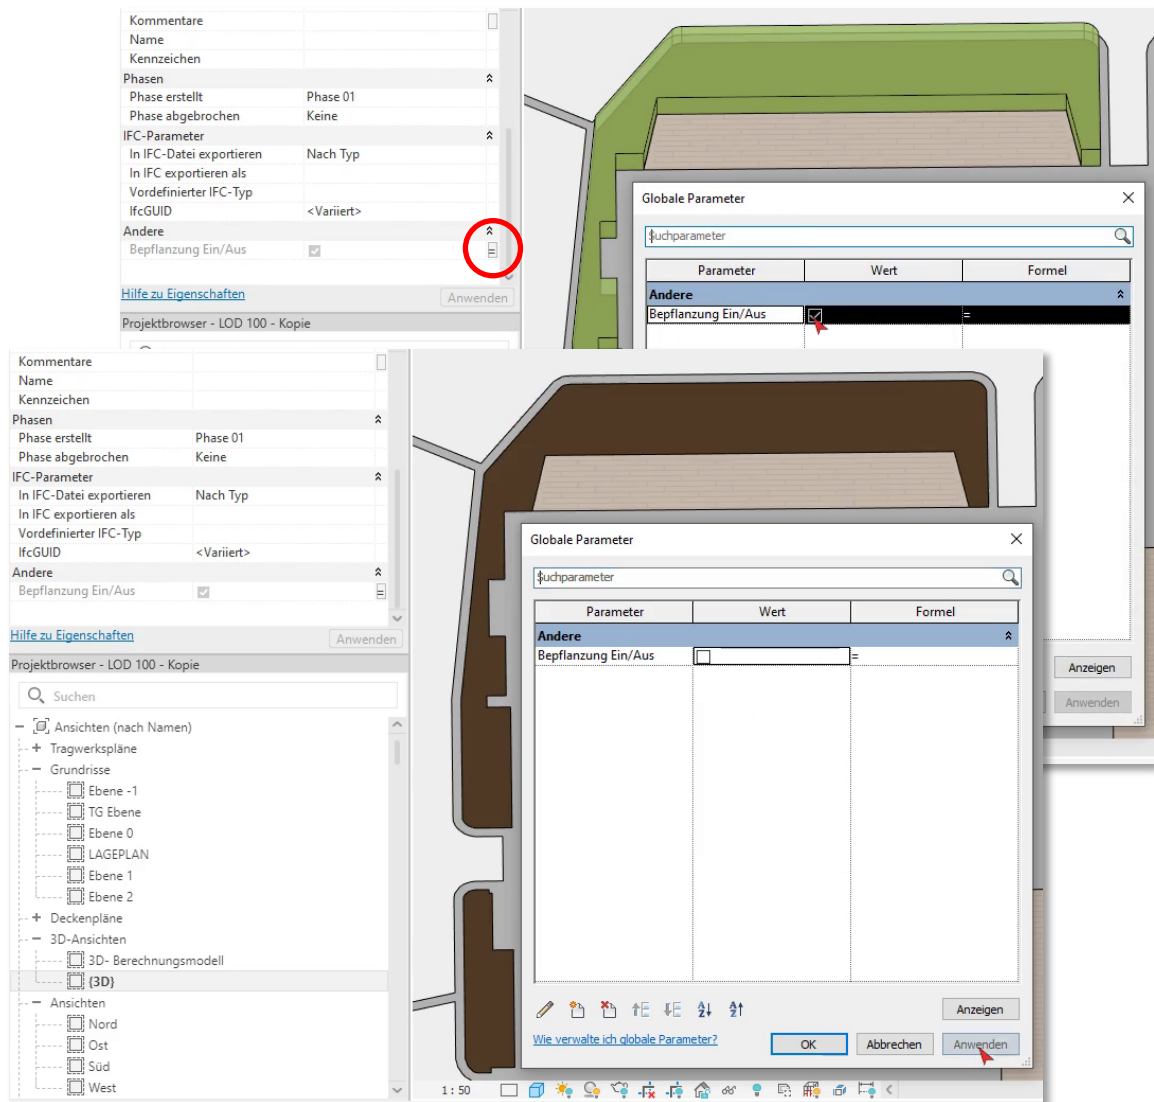 Kommentare
Name
Kennzeichen
Phasen
Phase erstellt Phase 01
Phase abgebrochen Keine
IFC-Parameter
In IFC-Datei exportieren Nach Typ
In IFC exportieren als
Vordefinierter IFC-Typ
IfcGUID <Variiert>
Andere
Bepflanzung Ein/Aus =
Hilfe zu Eigenschaften Anwenden
Projektbrowser - LOD 100 - Kopie
Globale Parameter
Suchparameter
Parameter Wert Formel
Andere
Bepflanzung Ein/Aus =
Anzeigen
Anwenden
Kommentare
Name
Kennzeichen
Phasen
Phase erstellt Phase 01
Phase abgebrochen Keine
IFC-Parameter
In IFC-Datei exportieren Nach Typ
In IFC exportieren als
Vordefinierter IFC-Typ
IfcGUID <Variiert>
Andere
Bepflanzung Ein/Aus =
Hilfe zu Eigenschaften Anwenden
Projektbrowser - LOD 100 - Kopie
Suchen
Ansichten (nach Namen)
Tragwerkspläne
Grundrisse
Ebene -1
TG Ebene
Ebene 0
LAGEPLAN
Ebene 1
Ebene 2
Deckenpläne
3D-Ansichten
3D- Berechnungsmodell
{3D}
Ansichten
Nord
Ost
Süd
West
Globale Parameter
Suchparameter
Parameter Wert Formel
Andere
Bepflanzung Ein/Aus =
Anzeigen
Wie verwalte ich globale Parameter? OK Abbrechen Anwenden
1 : 50